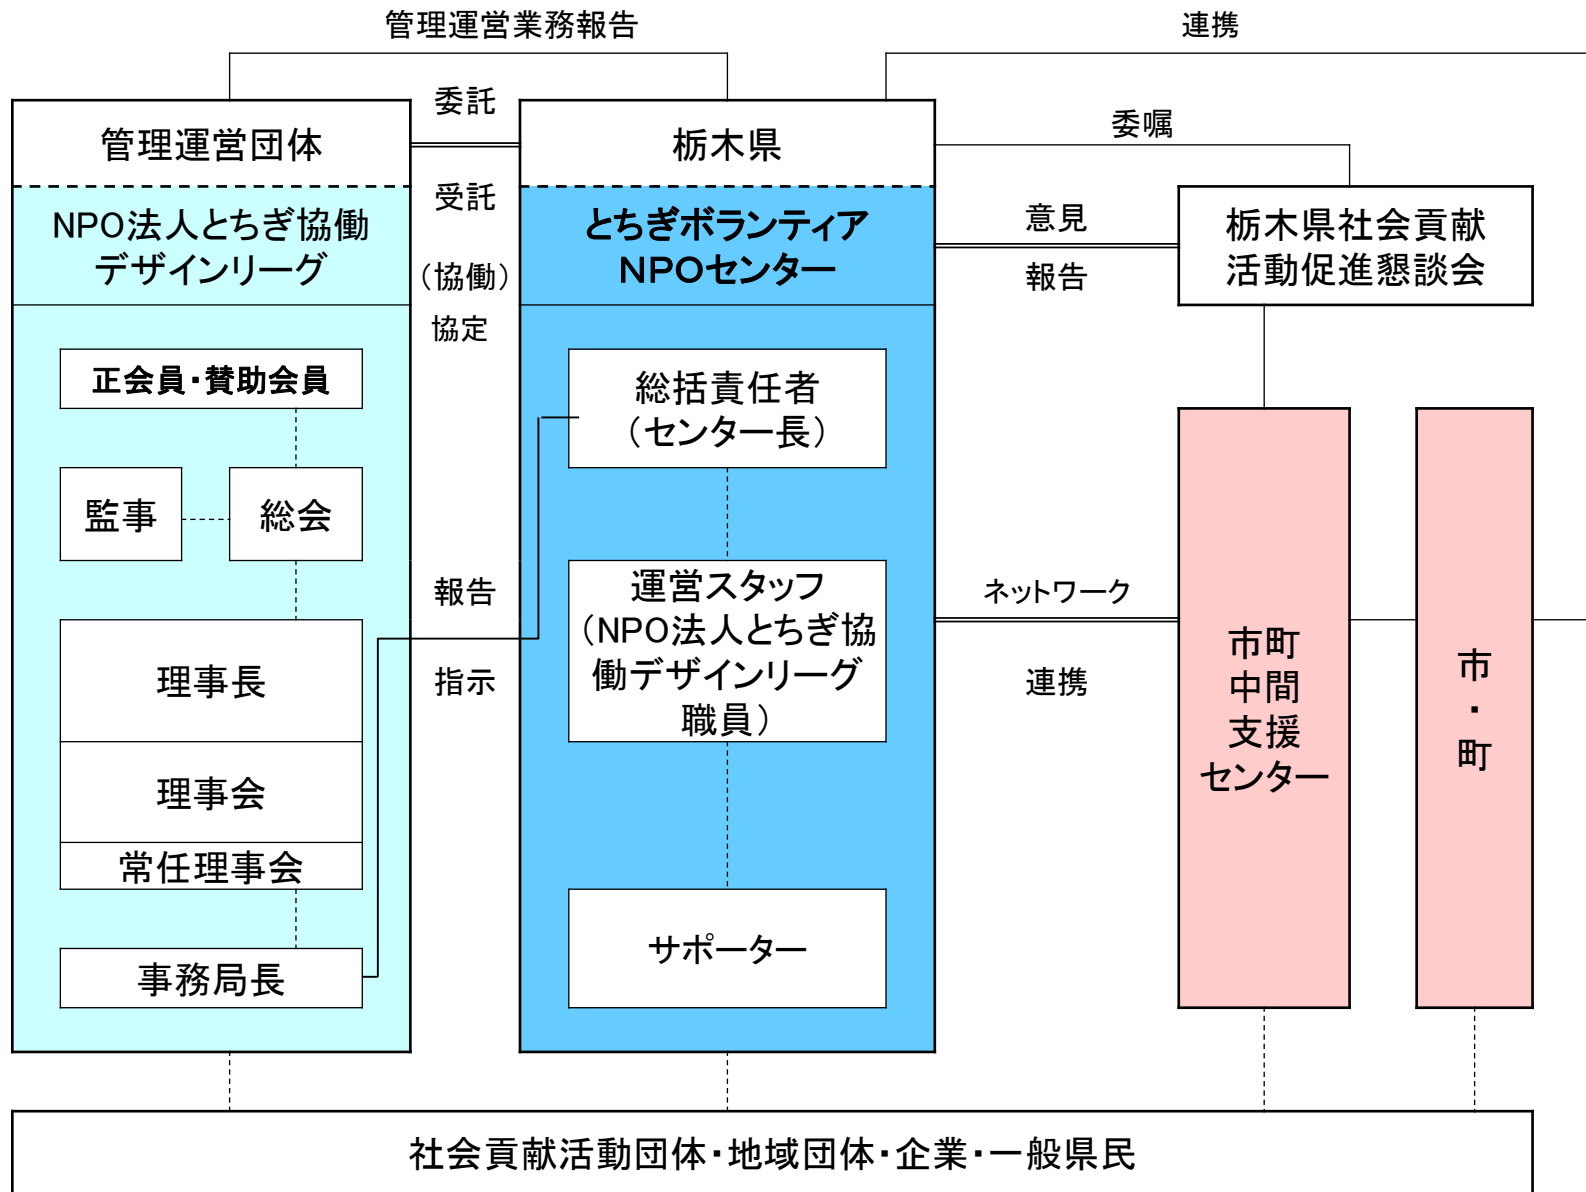 管理運営業務報告
連携
委託
委嘱
管理運営団体
栃木県
受託
NPO法人とちぎ協働
デザインリーグ
とちぎボランティア
NPOセンター
意見
報告
栃木県社会貢献
活動促進懇談会
（協働）
協定
正会員・賛助会員
総括責任者
（センター長）
監事
総会
報告
指示
運営スタッフ
（NPO法人とちぎ協
働デザインリーグ
職員）
ネットワーク
連携
市町
中間
支援
センター
市
・
町
理事長
理事会
常任理事会
事務局長
サポーター
社会貢献活動団体・地域団体・企業・一般県民